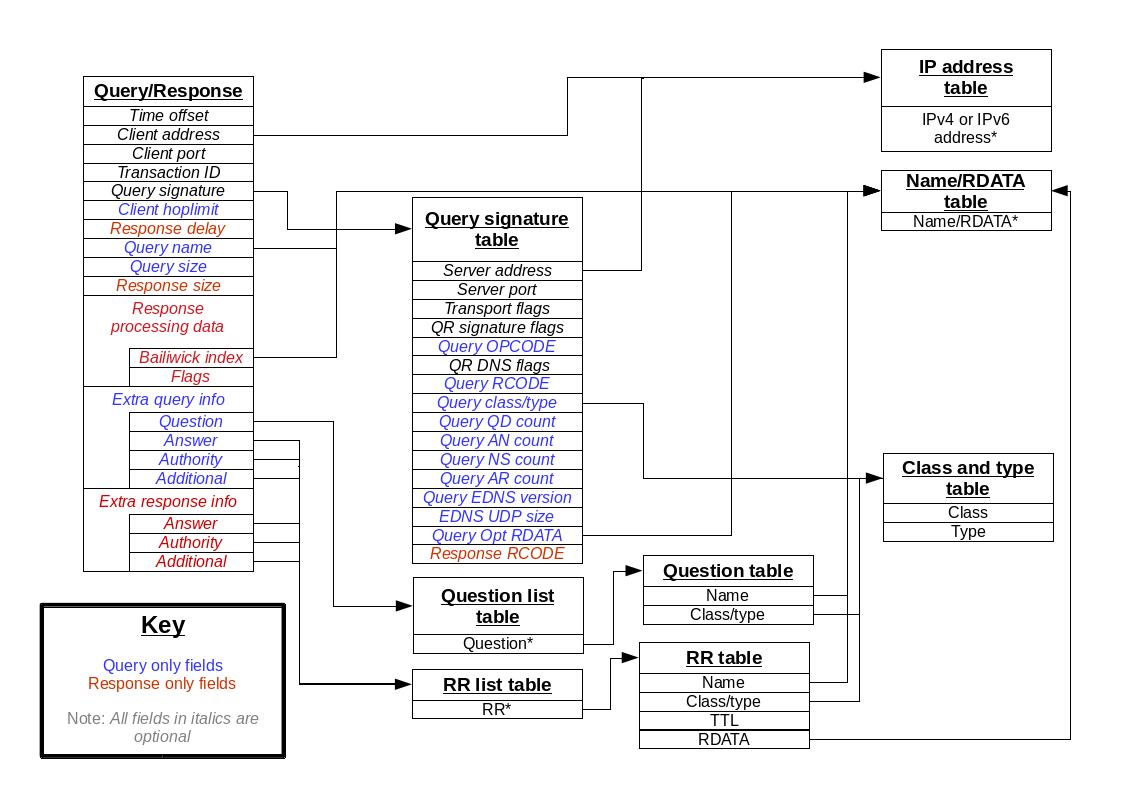 Query/Response
Time offset
Client address
Client port
Transaction ID
Query signature
Client hoplimit
Response delay
Query name
Query size
Response size
Response
processing data
Bailiwick index
Flags
Extra query info
Question
Answer
Authority
Additional
Extra response info
Answer
Authority
Additional
Key
Query only fields
Response only fields
Note: All fields in italics are
optional
Query signature
table
Server address
Server port
Transport flags
QR signature flags
Query OPCODE
QR DNS flags
Query RCODE
Query class/type
Query QD count
Query AN count
Query NS count
Query AR count
Query EDNS version
EDNS UDP size
Query Opt RDATA
Response RCODE
Question list
table
Question*
RR list table
RR*
Question table
Name
Class/type
RR table
Name
Class/type
TTL
RDATA
IP address
table
IPv4 or IPv6
address*
Name/RDATA
table
Name/RDATA*
Class and type
table
Class
Type